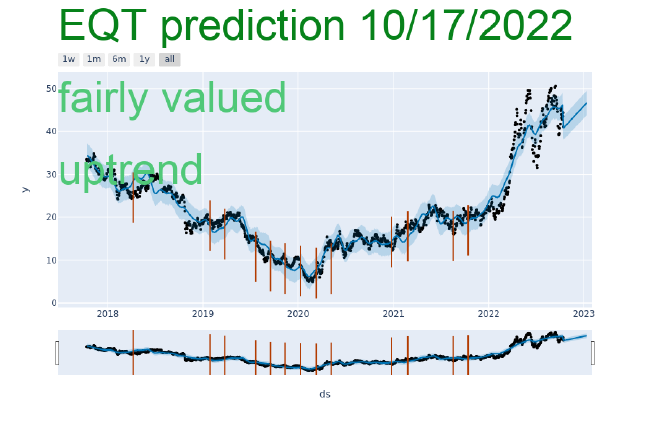 EQT prediction 10/17/2022
1w 1m 6m 1y all
fairly valued
uptrend
50
40
30
20
10
0
y
2018 2019 2020 2021 2022 2023
ds